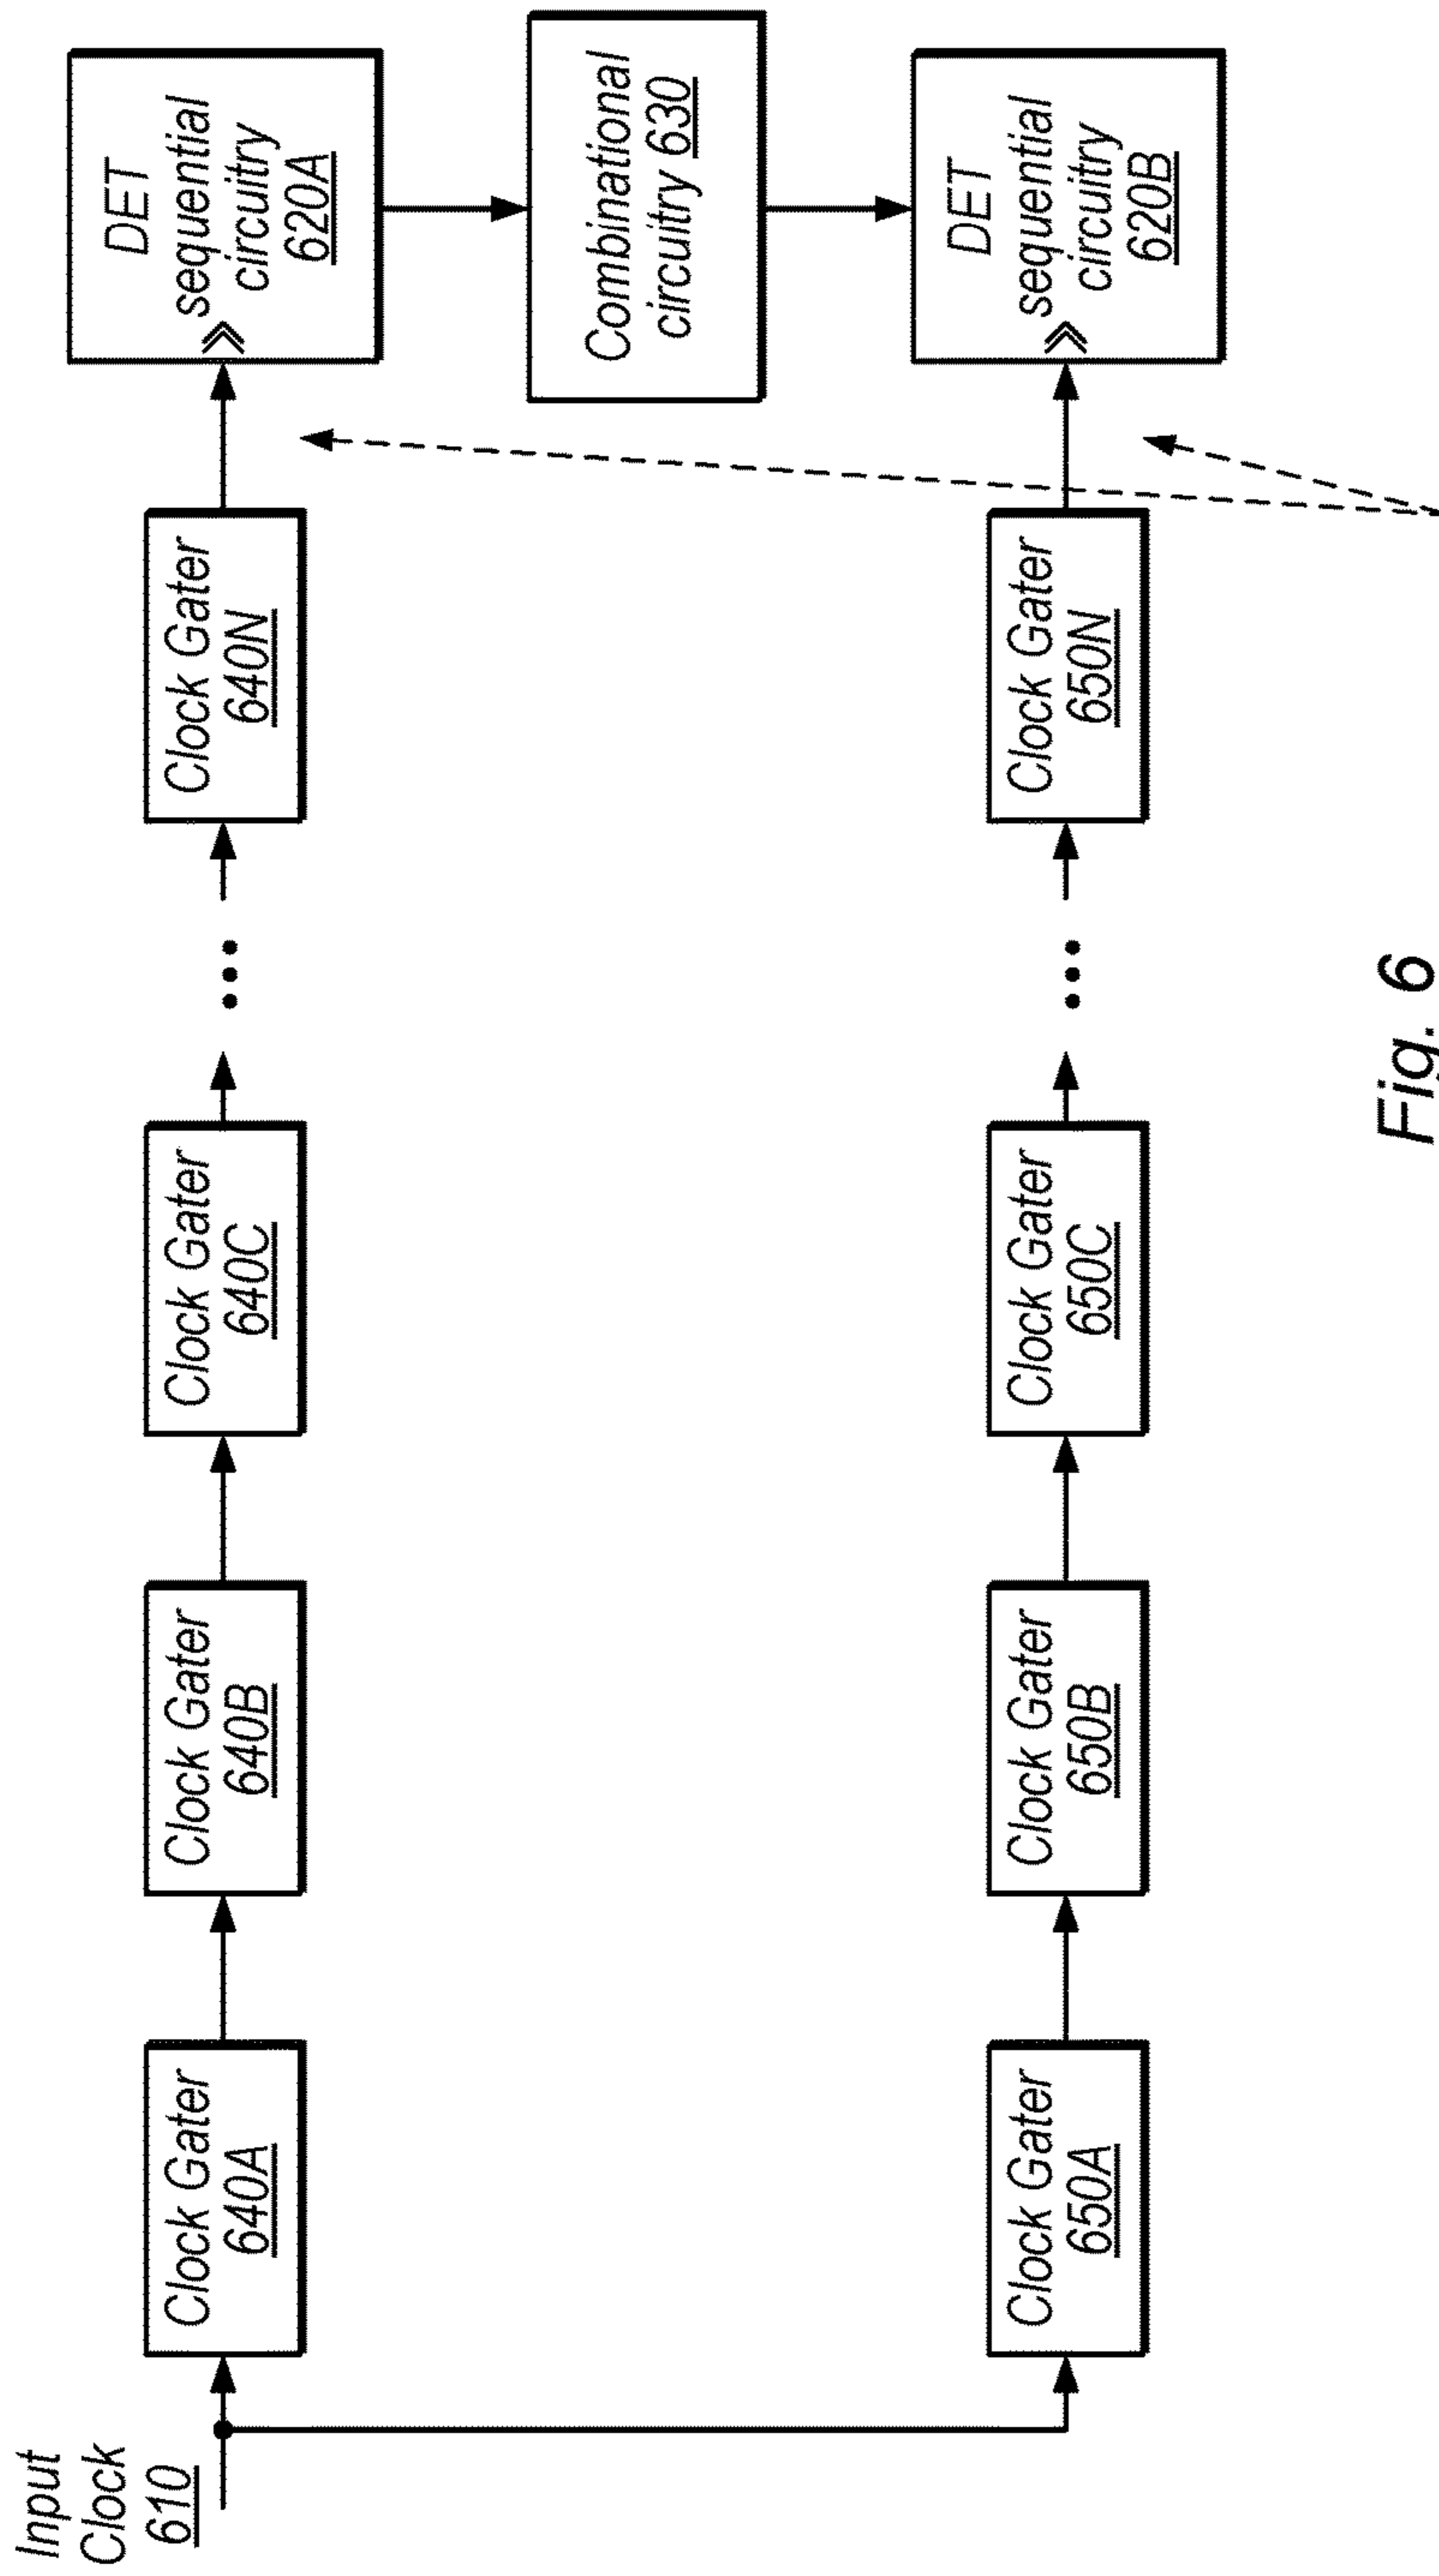 Input
Clock
610
Clock Gater
640A
Clock Gater
640B
Clock Gater
640C
Clock Gater
640N
DET
sequential
circuitry
620A
Combinational
circuitry 630
Clock Gater
650A
Clock Gater
650B
Clock Gater
650C
Clock Gater
650N
DET
sequential
circuitry
620B
Fig. 6